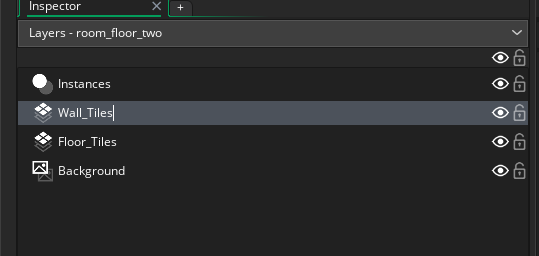 Inspector
Layers - room_floor_two
Instances
Wall_Tiles
Floor_Tiles
Background